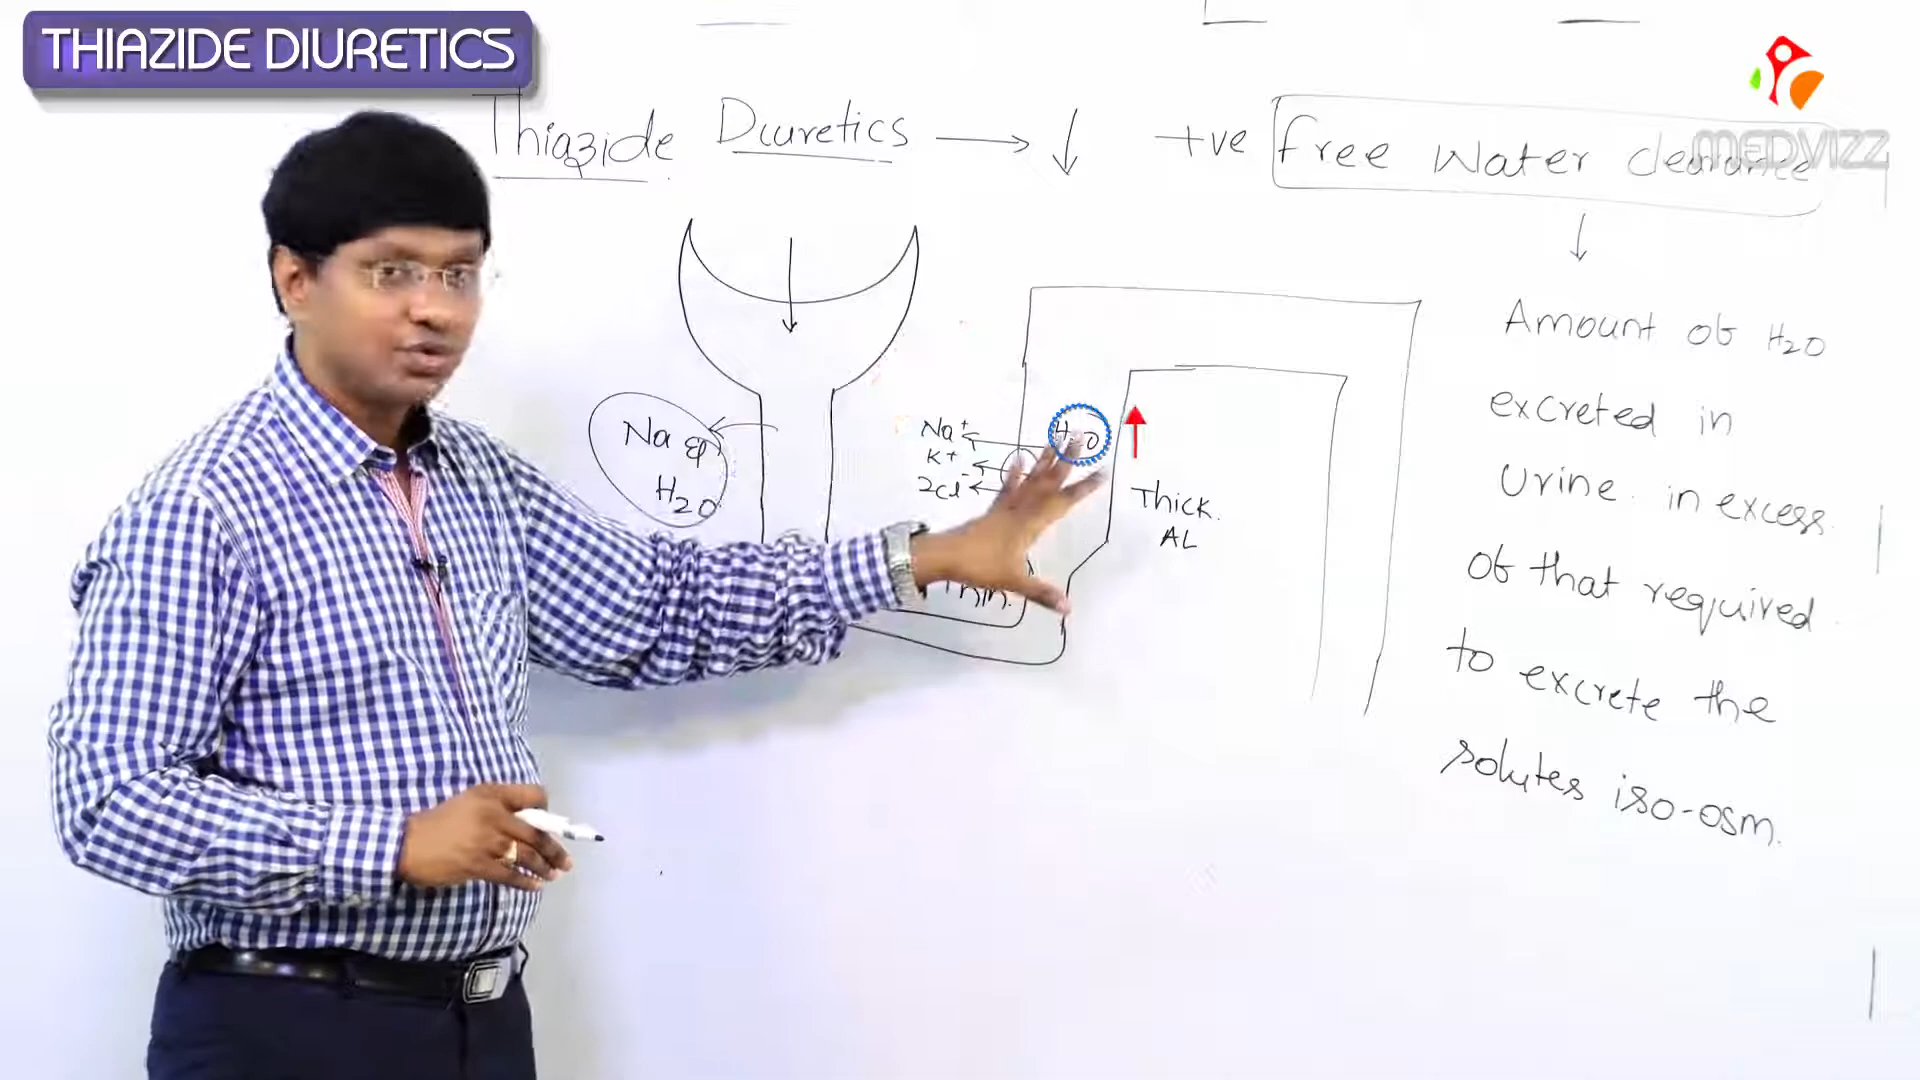 THIAZIDE DIURETICS
MEDVIZZ
Thiazide Diuretics → ↓ +ve free water clearance
↓
Amount of H2O
excreted in
Urine in excess
of that required
to excrete the
solutes iso-osm.
Na &
H2O
Na+
K+
2Cl-
H2O
Thick
AL
Thin.